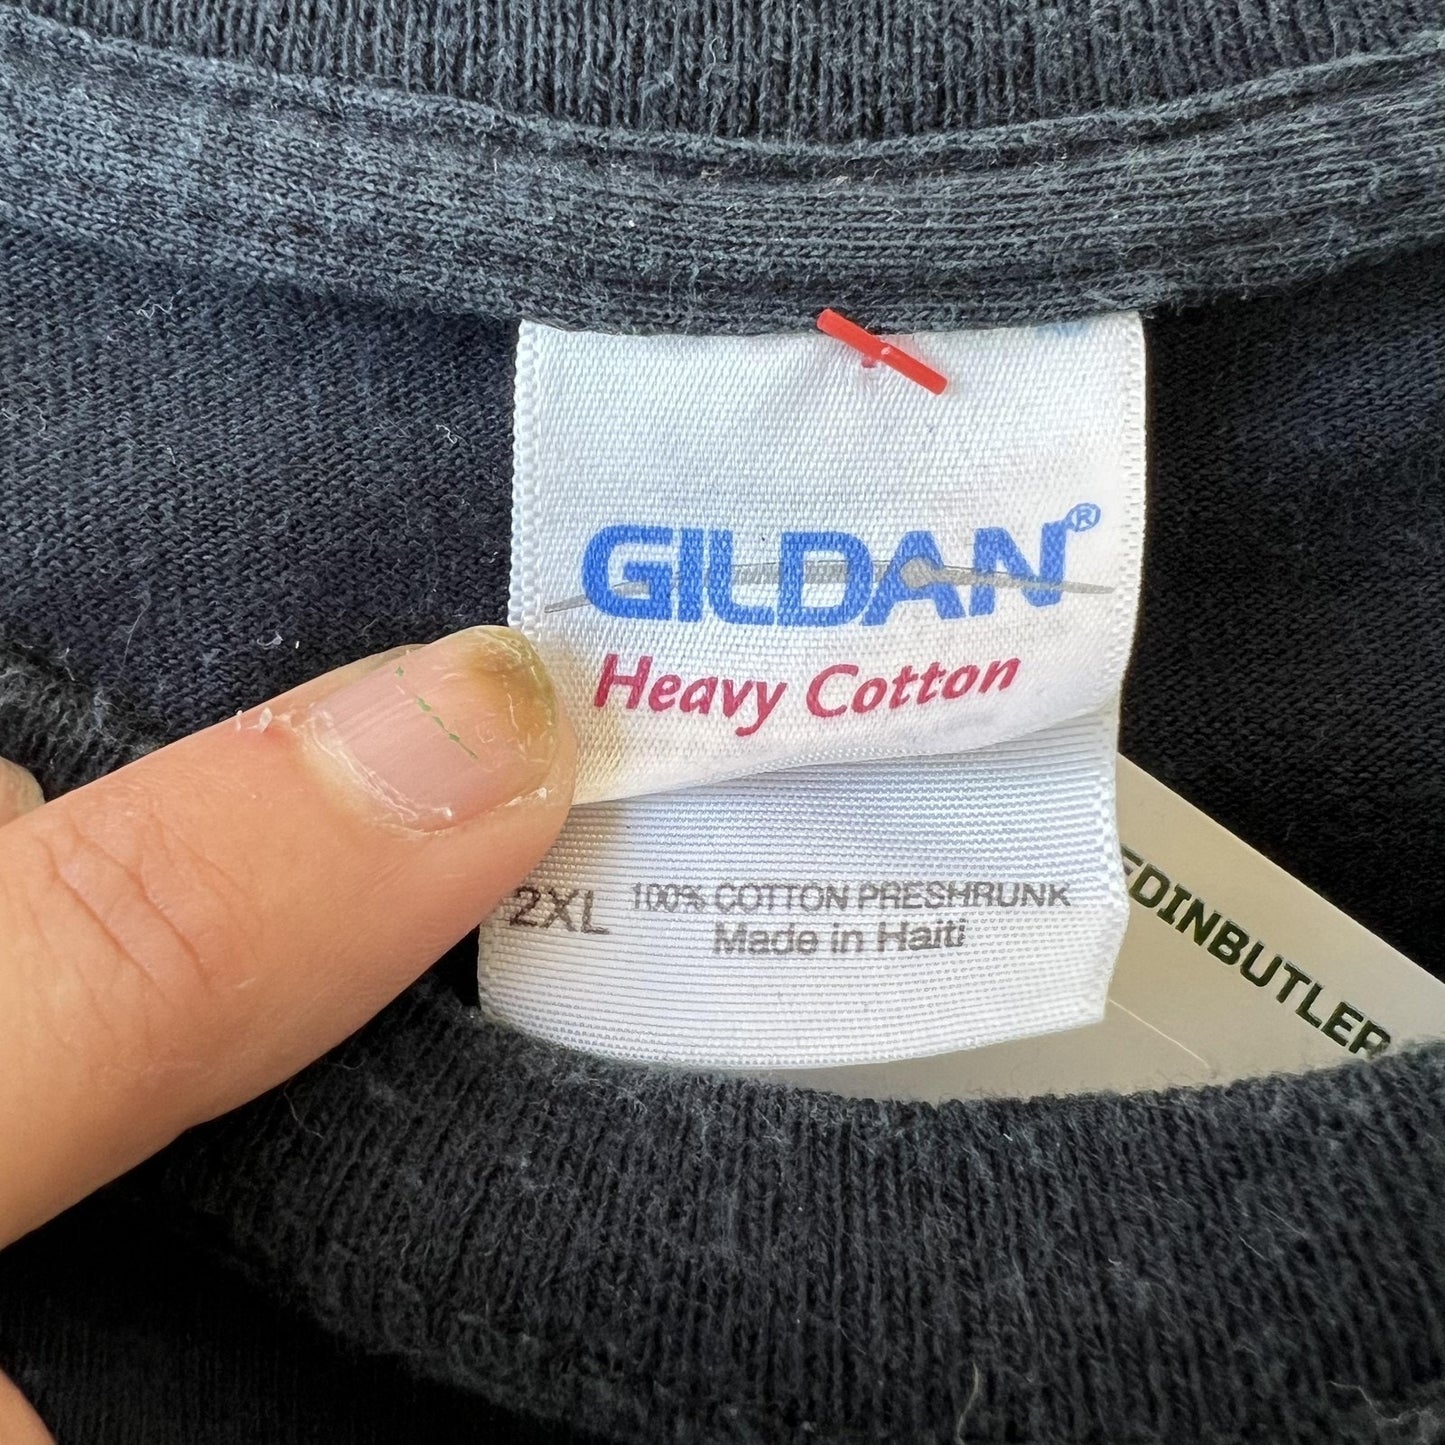 GILDAN®
Heavy Cotton
2XL 100% COTTON PRESHRUNK
Made in Haiti
EDINBUTLER